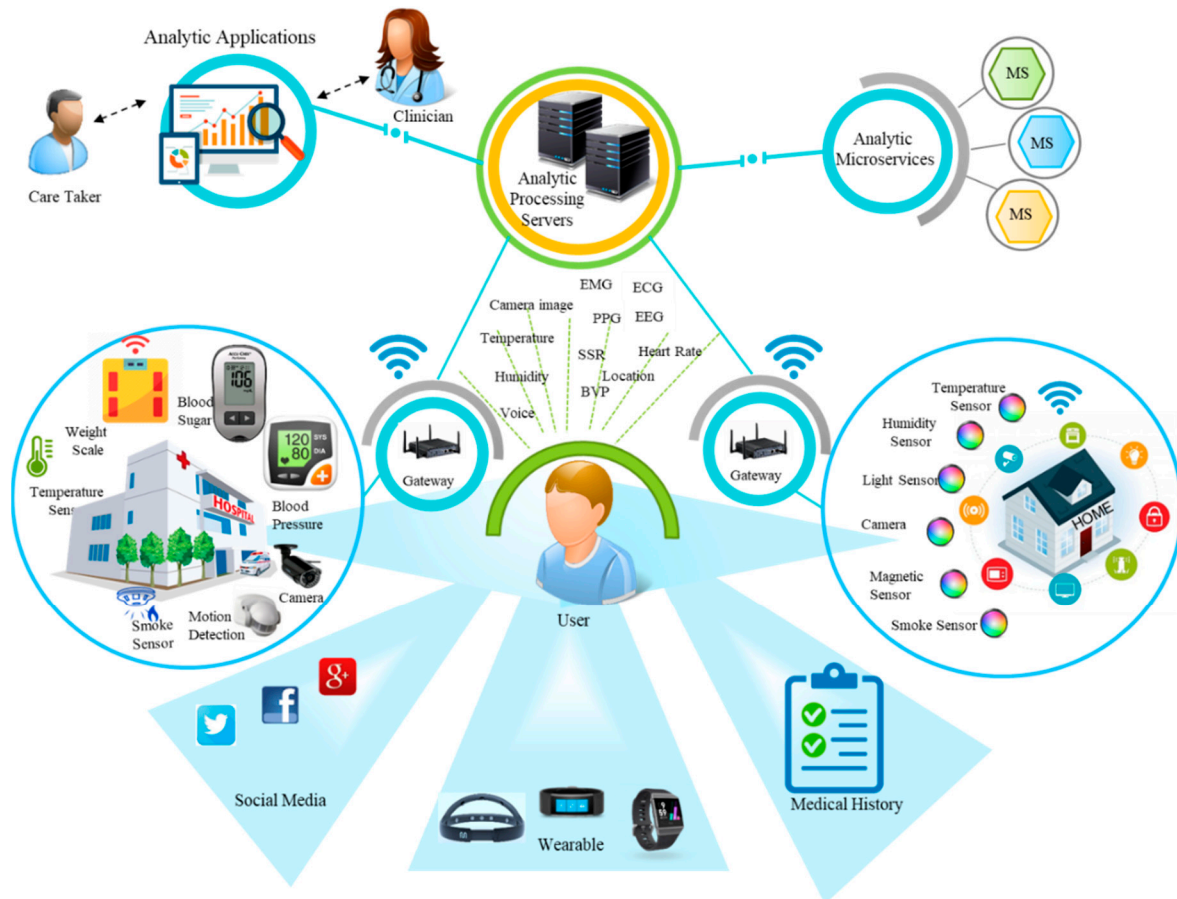 Analytic Applications
Clinician
Care Taker
Analytic
Processing
Servers
Analytic
Microservices
MS
MS
MS
EMG
ECG
Camera image
PPG
EEG
Temperature
SSR
Heart Rate
Humidity
Location
BVP
Voice
Gateway
Gateway
User
Weight
Scale
Blood
Sugar
ACCU-CHEK
106
120 SYS
80 DIA
Temperature
Sens
HOSPITAL
Blood
Pressure
Camera
Smoke
Sensor
Motion
Detection
Temperature
Sensor
Humidity
Sensor
Light Sensor
Camera
Magnetic
Sensor
Smoke Sensor
HOME
g+
f
Social Media
Wearable
Medical History